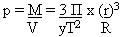 p = M = 3 Π x (r)³
V yT² R